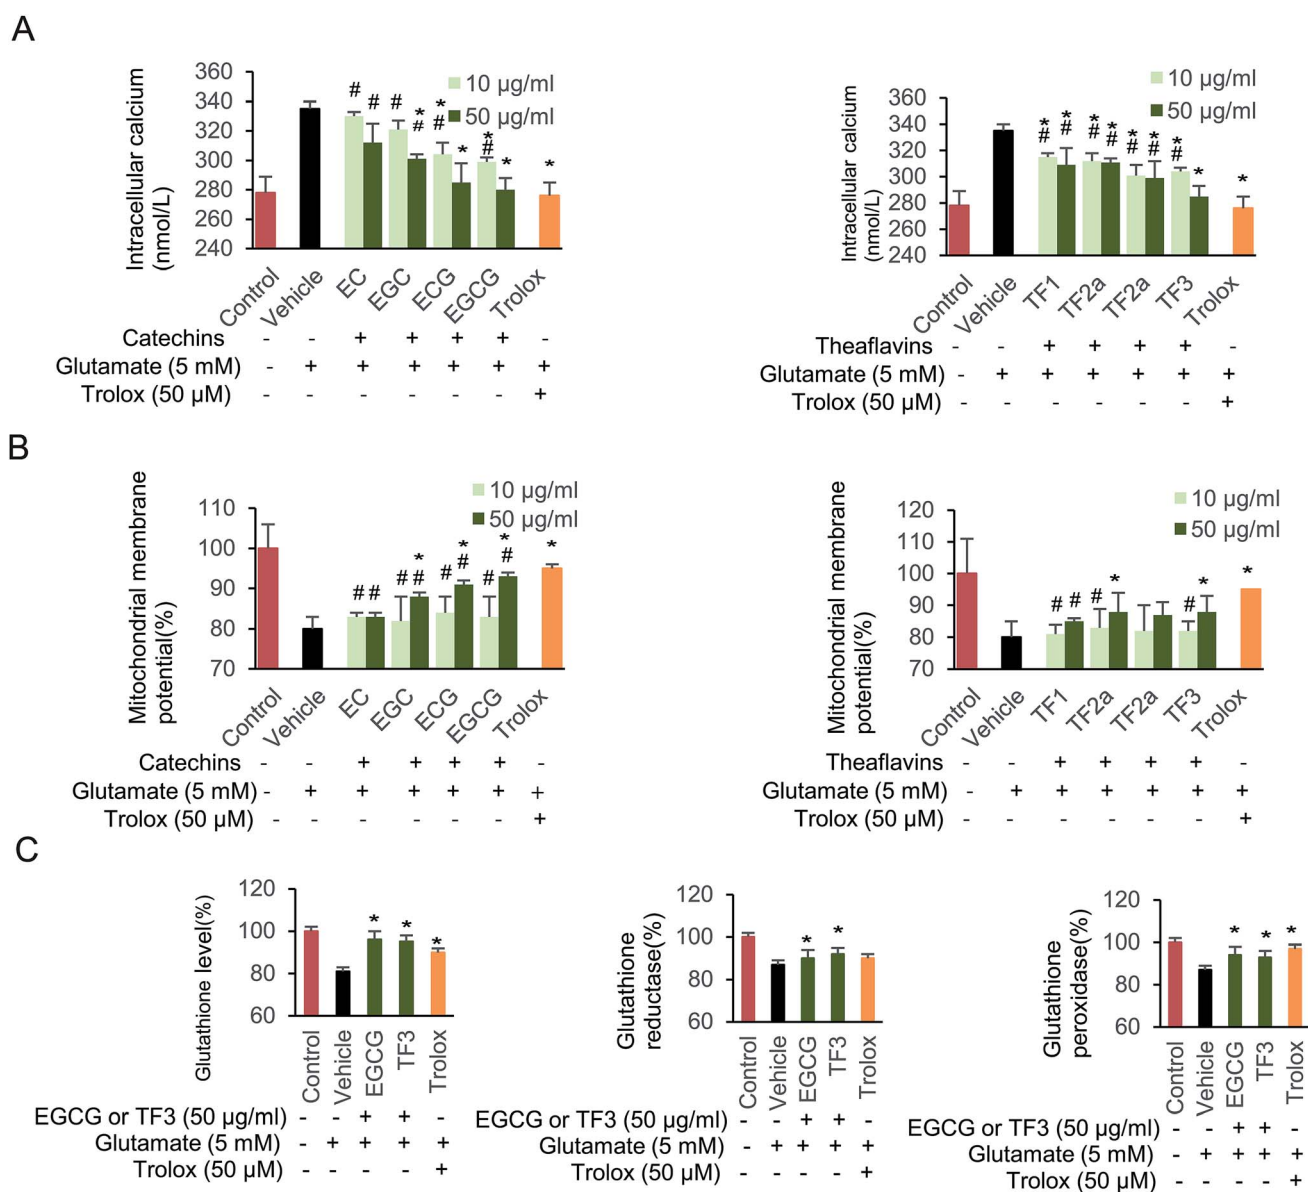 A
Intracellular calcium
(nmol/L)
360
340
320
300
280
260
240
10 µg/ml
50 µg/ml
# # # * # * # * * # * *
Control Vehicle EC EGC ECG EGCG Trolox
Catechins - - + + + + -
Glutamate (5 mM) - + + + + + +
Trolox (50 µM) - - - - - - +
Intracellular calcium
(nmol/L)
360
340
320
300
280
260
240
10 µg/ml
50 µg/ml
* # * # * # * # * # * # * # * *
Control Vehicle TF1 TF2a TF2a TF3 Trolox
Theaflavins - - + + + + -
Glutamate (5 mM) - + + + + + +
Trolox (50 µM) - - - - - - +
B
Mitochondrial membrane
potential(%)
110
100
90
80
70
10 µg/ml
50 µg/ml
# # # * # # * # # * # *
Control Vehicle EC EGC ECG EGCG Trolox
Catechins - - + + + + -
Glutamate (5 mM) - + + + + + +
Trolox (50 µM) - - - - - - +
Mitochondrial membrane
potential(%)
120
110
100
90
80
70
10 µg/ml
50 µg/ml
# # # * # * *
Control Vehicle TF1 TF2a TF2a TF3 Trolox
Theaflavins - - + + + + -
Glutamate (5 mM) - + + + + + +
Trolox (50 µM) - - - - - - +
C
Glutathione level(%)
120
100
80
60
* * *
Control Vehicle EGCG TF3 Trolox
EGCG or TF3 (50 µg/ml) - - + + -
Glutamate (5 mM) - + + + +
Trolox (50 µM) - - - - +
Glutathione
reductase(%)
120
100
80
60
* *
Control Vehicle EGCG TF3 Trolox
EGCG or TF3 (50 µg/ml) - - + + -
Glutamate (5 mM) - + + + +
Trolox (50 µM) - - - - +
Glutathione
peroxidase(%)
120
100
80
60
* * *
Control Vehicle EGCG TF3 Trolox
EGCG or TF3 (50 µg/ml) - - + + -
Glutamate (5 mM) - + + + +
Trolox (50 µM) - - - - +